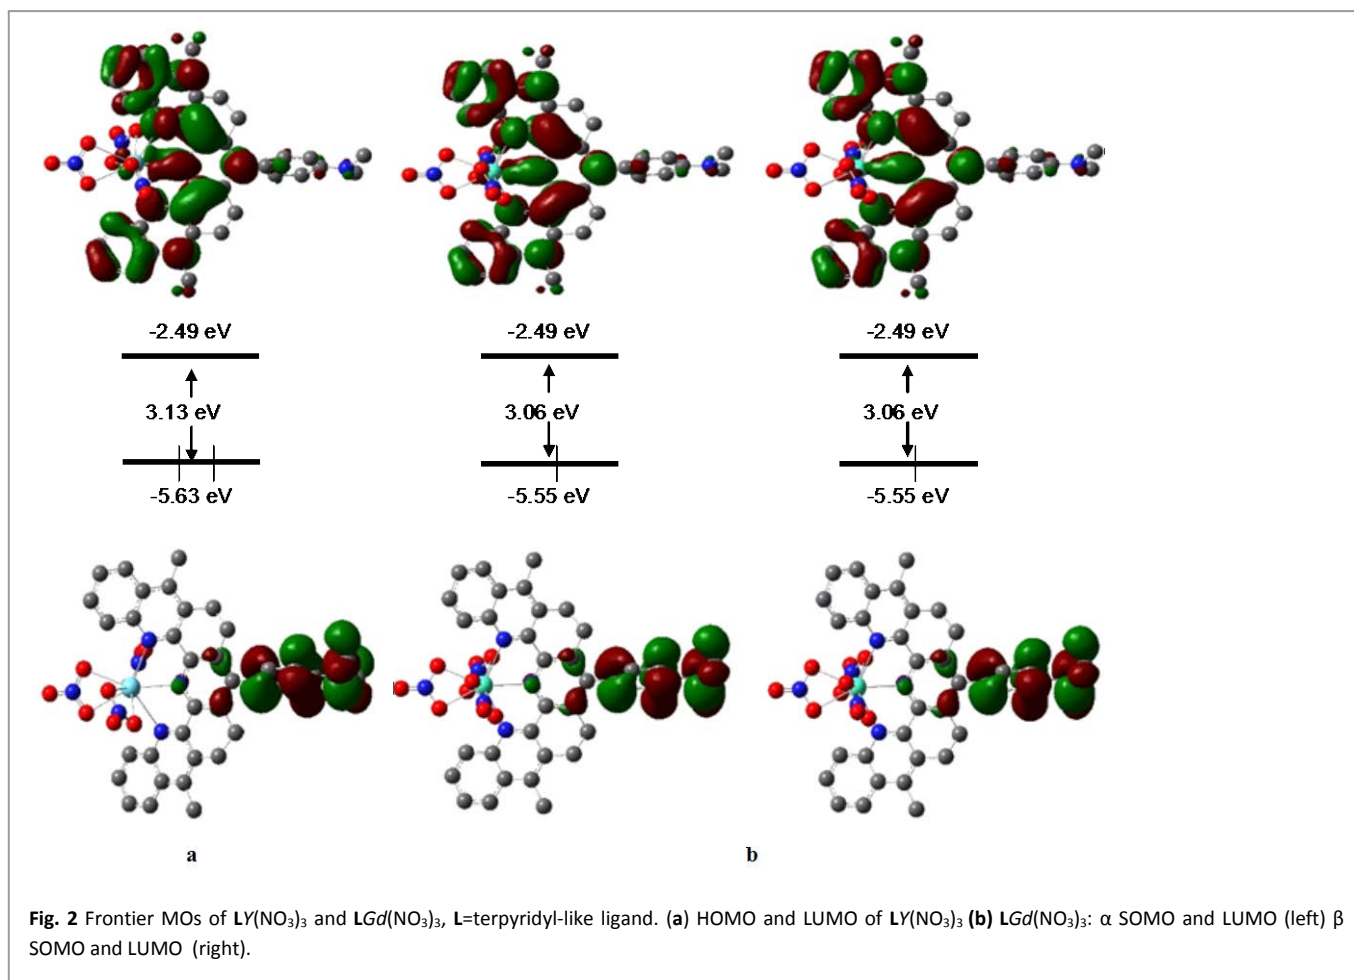 -2.49 eV -2.49 eV -2.49 eV
3.13 eV 3.06 eV 3.06 eV
-5.63 eV -5.55 eV -5.55 eV
a b
Fig. 2 Frontier MOs of LY(NO₃)₃ and LGd(NO₃)₃, L=terpyridyl-like ligand. (a) HOMO and LUMO of LY(NO₃)₃ (b) LGd(NO₃)₃: α SOMO and LUMO (left) β
SOMO and LUMO (right).